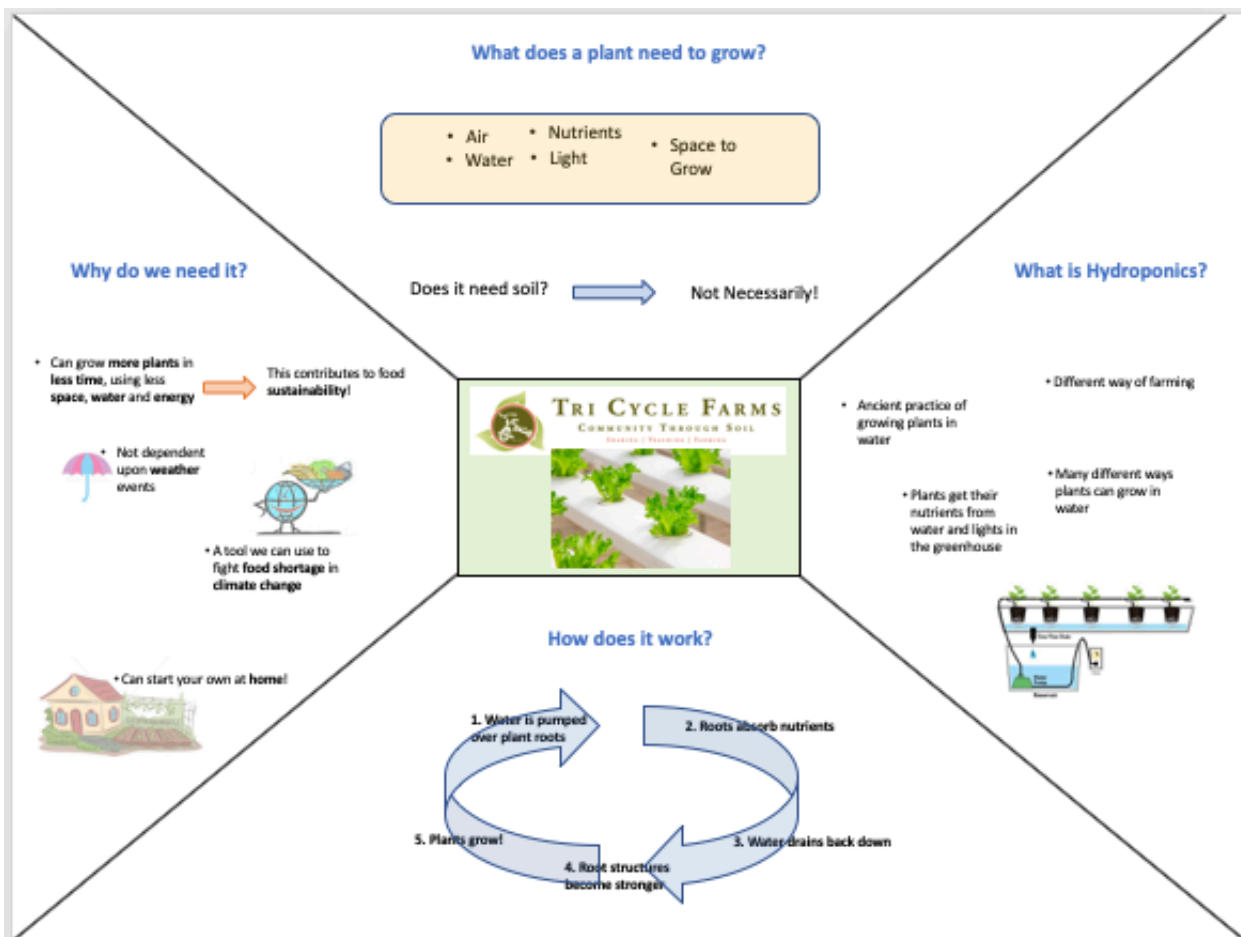 What does a plant need to grow?
• Air
• Water
• Nutrients
• Light
• Space to
Grow
Does it need soil?
Not Necessarily!
Why do we need it?
• Can grow more plants in
less time, using less
space, water and energy
This contributes to food
sustainability!
• Not dependent
upon weather
events
• A tool we can use to
fight food shortage in
climate change
• Can start your own at home!
TRI CYCLE FARMS
COMMUNITY THROUGH SOIL
SHARING | TEACHING | FARMING
What is Hydroponics?
• Different way of farming
• Ancient practice of
growing plants in
water
• Many different ways
plants can grow in
water
• Plants get their
nutrients from
water and lights in
the greenhouse
Reservoir
How does it work?
1. Water is pumped
over plant roots
2. Roots absorb nutrients
3. Water drains back down
4. Root structures
become stronger
5. Plants grow!